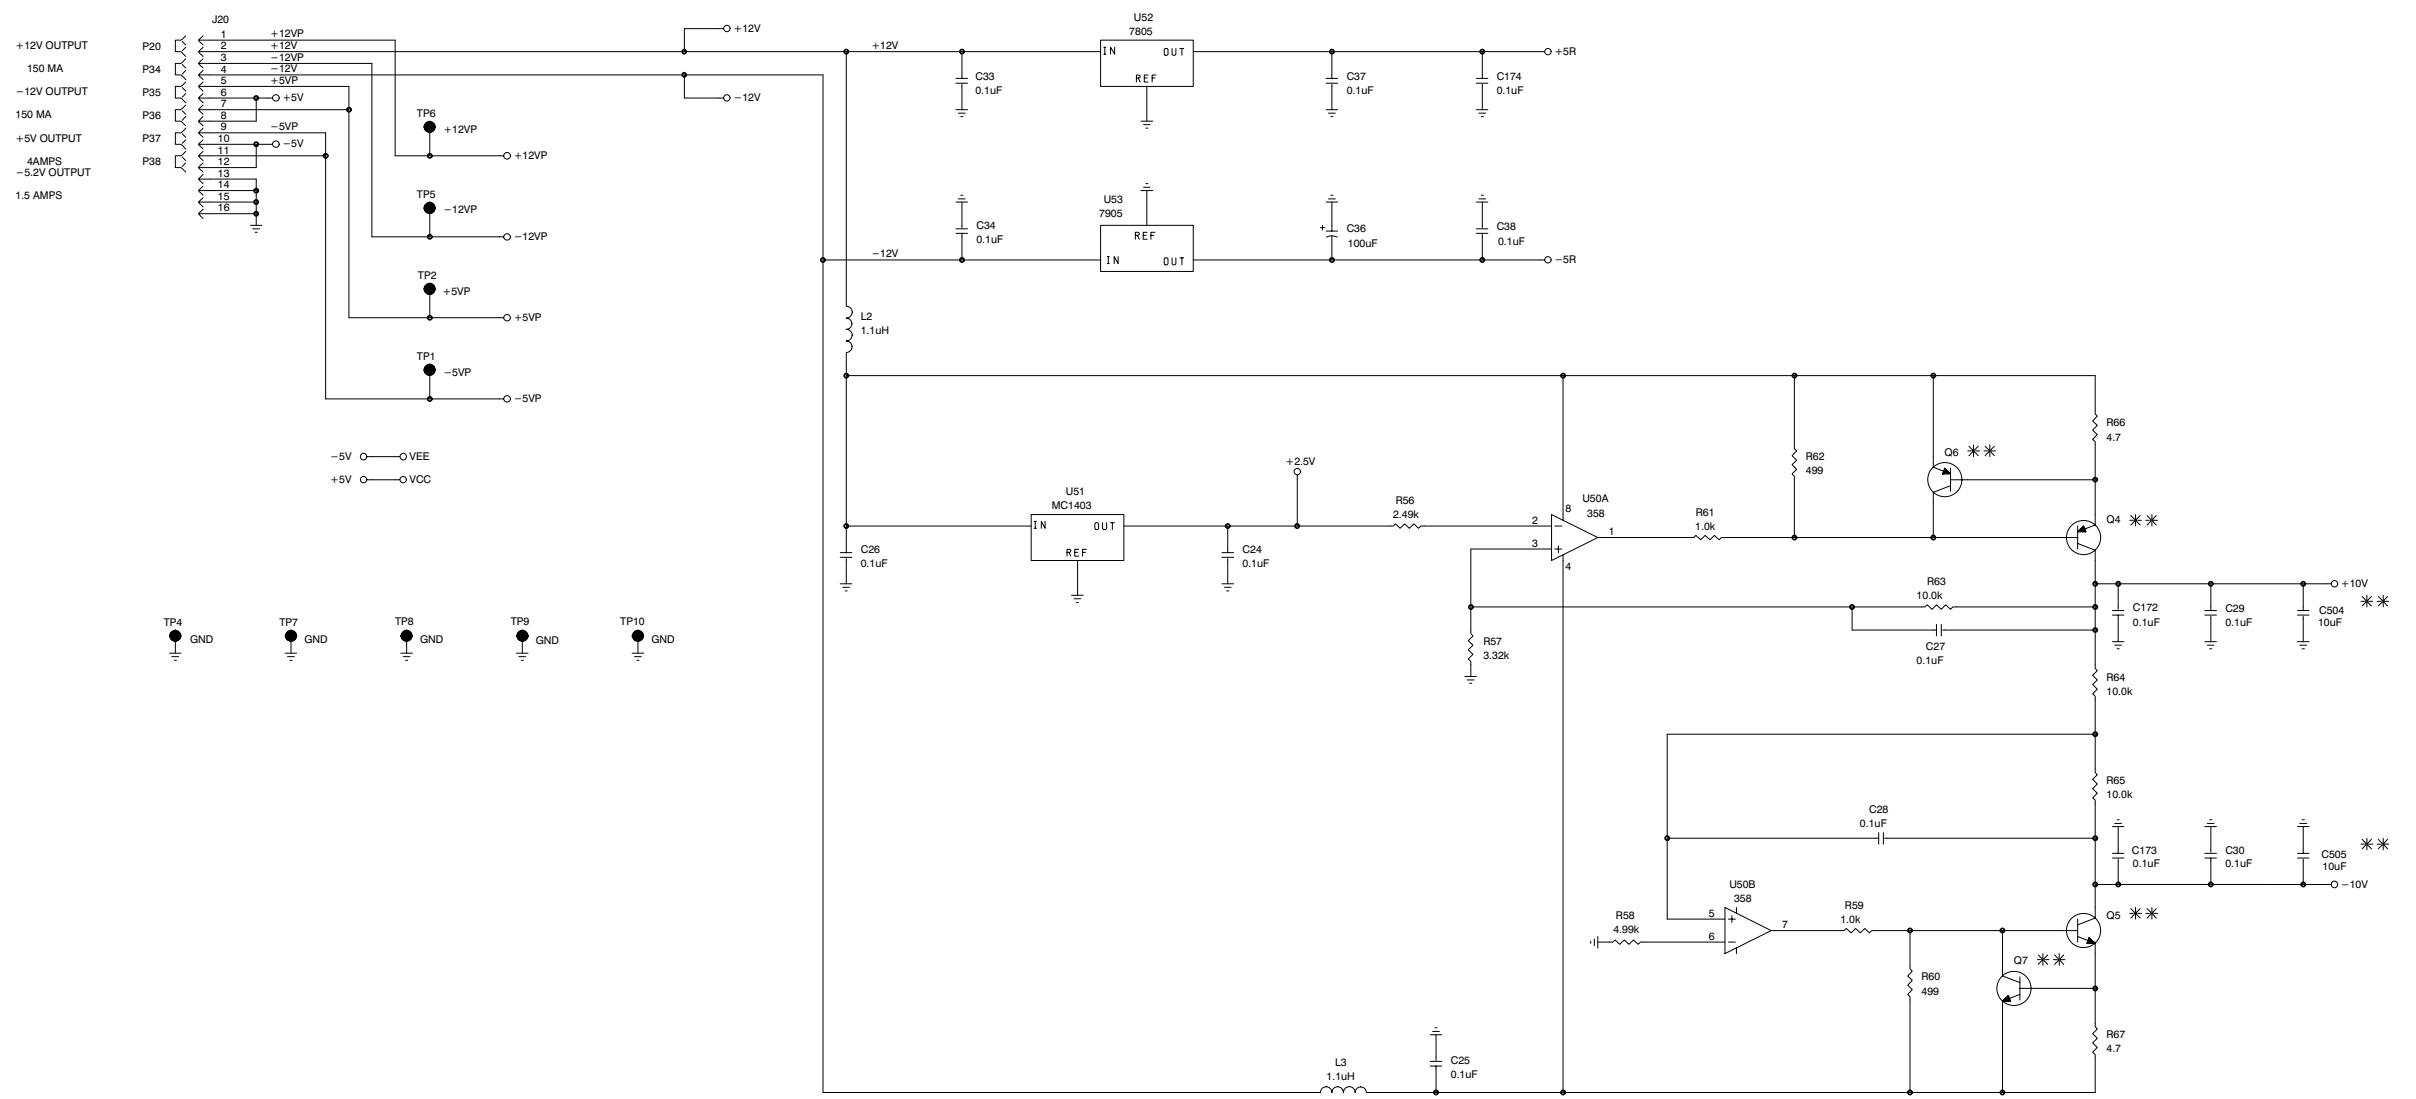 J20
+12V OUTPUT
150 MA
−12V OUTPUT
150 MA
+5V OUTPUT
4AMPS
−5.2V OUTPUT
1.5 AMPS
P20
P34
P35
P36
P37
P38
1 +12VP
2 +12V
3 −12VP
4 −12V
5 +5VP
6 +5V
7
8
9 −5VP
10 −5V
11
12
13
14
15
16
+12V
−12V
TP6
+12VP
+12VP
TP5
−12VP
−12VP
TP2
+5VP
+5VP
TP1
−5VP
−5VP
−5V VEE
+5V VCC
TP4
GND
TP7
GND
TP8
GND
TP9
GND
TP10
GND
+12V
C33
0.1uF
U52
7805
IN OUT
REF
C37
0.1uF
C174
0.1uF
+5R
−12V
C34
0.1uF
U53
7905
REF
IN OUT
C36
+
100uF
C38
0.1uF
−5R
L2
1.1uH
C26
0.1uF
U51
MC1403
IN OUT
REF
C24
0.1uF
+2.5V
R56
2.49k
U50A
358
8
2
−
3
+
1
4
R61
1.0k
R62
499
Q6 ✳✳
R66
4.7
Q4 ✳✳
+10V
✳✳
R63
10.0k
C27
0.1uF
R57
3.32k
C172
0.1uF
C29
0.1uF
C504
10uF
R64
10.0k
R65
10.0k
C28
0.1uF
C173
0.1uF
C30
0.1uF
C505
10uF
✳✳
−10V
U50B
358
5
+
6
−
7
R58
4.99k
R59
1.0k
Q5 ✳✳
Q7 ✳✳
R60
499
R67
4.7
L3
1.1uH
C25
0.1uF